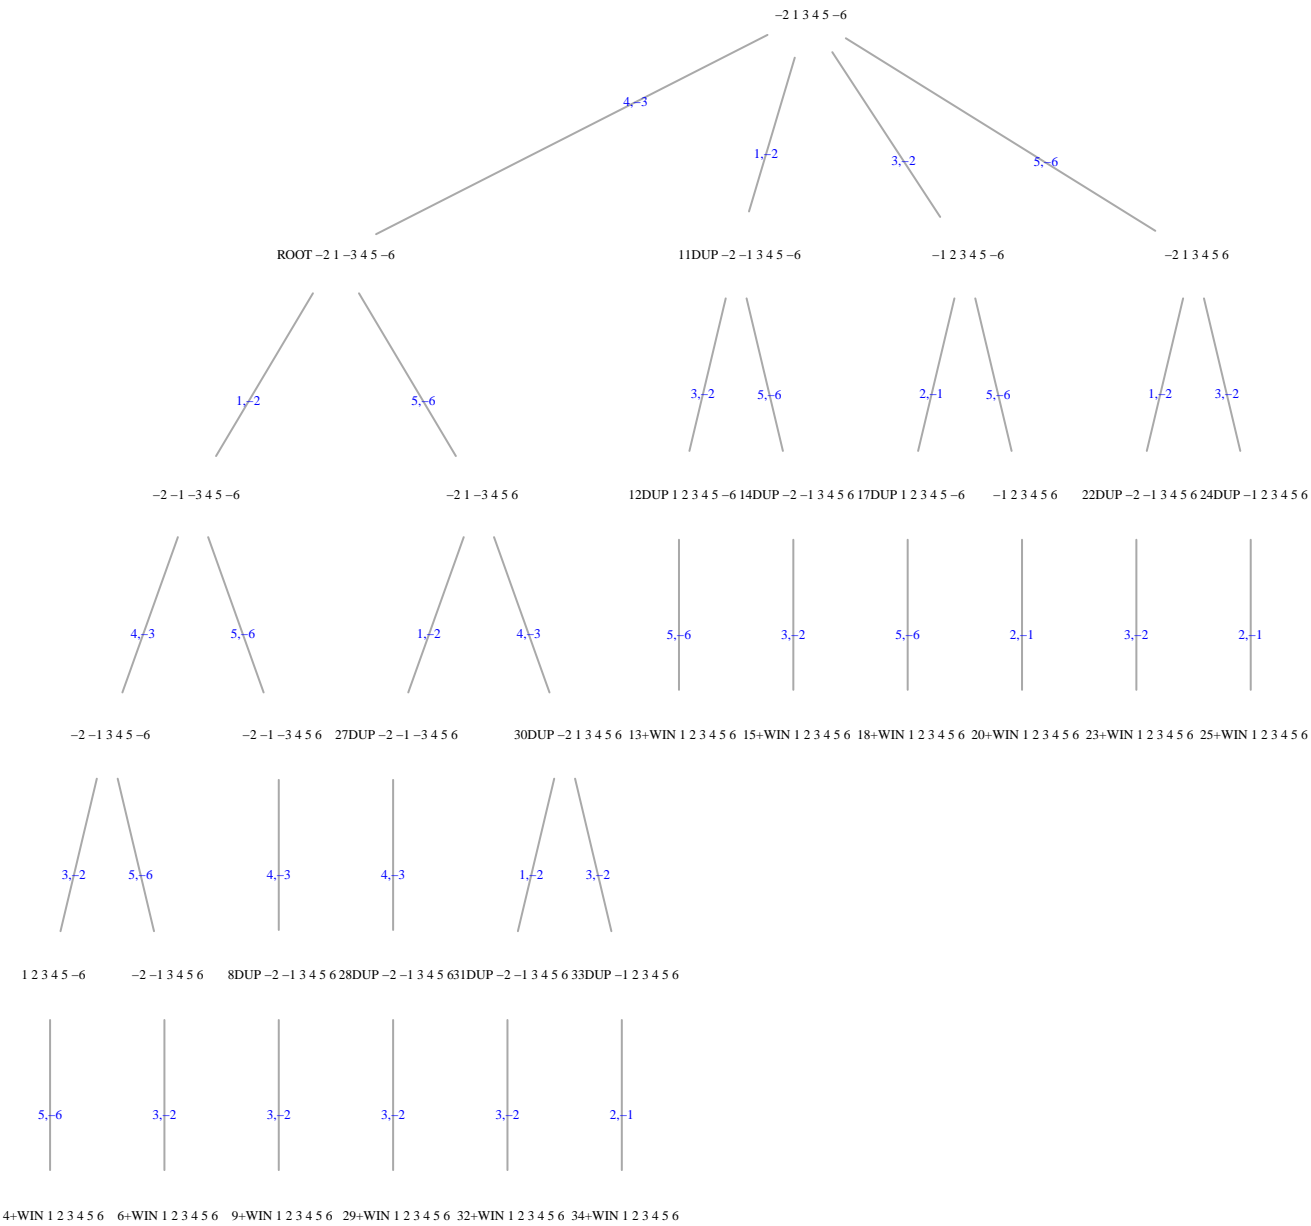 −2 1 3 4 5 −6
4,−3
1,−2
3,−2
5,−6
ROOT −2 1 −3 4 5 −6
11DUP −2 −1 3 4 5 −6
−1 2 3 4 5 −6
−2 1 3 4 5 6
1,−2
5,−6
3,−2
5,−6
2,−1
5,−6
1,−2
3,−2
−2 −1 −3 4 5 −6
−2 1 −3 4 5 6
12DUP 1 2 3 4 5 −6
14DUP −2 −1 3 4 5 6
17DUP 1 2 3 4 5 −6
−1 2 3 4 5 6
22DUP −2 −1 3 4 5 6
24DUP −1 2 3 4 5 6
4,−3
5,−6
1,−2
4,−3
5,−6
3,−2
5,−6
2,−1
3,−2
2,−1
−2 −1 3 4 5 −6
−2 −1 −3 4 5 6
27DUP −2 −1 −3 4 5 6
30DUP −2 1 3 4 5 6
13+WIN 1 2 3 4 5 6
15+WIN 1 2 3 4 5 6
18+WIN 1 2 3 4 5 6
20+WIN 1 2 3 4 5 6
23+WIN 1 2 3 4 5 6
25+WIN 1 2 3 4 5 6
3,−2
5,−6
4,−3
4,−3
1,−2
3,−2
1 2 3 4 5 −6
−2 −1 3 4 5 6
8DUP −2 −1 3 4 5 6
28DUP −2 −1 3 4 5 6
31DUP −2 −1 3 4 5 6
33DUP −1 2 3 4 5 6
5,−6
3,−2
3,−2
3,−2
3,−2
2,−1
4+WIN 1 2 3 4 5 6
6+WIN 1 2 3 4 5 6
9+WIN 1 2 3 4 5 6
29+WIN 1 2 3 4 5 6
32+WIN 1 2 3 4 5 6
34+WIN 1 2 3 4 5 6